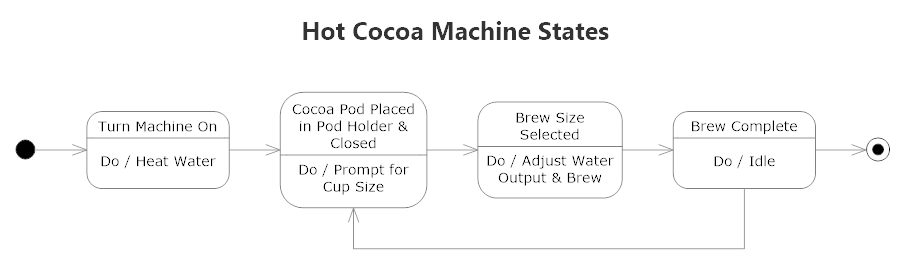 Hot Cocoa Machine States
Turn Machine On
Do / Heat Water
Cocoa Pod Placed
in Pod Holder &
Closed
Do / Prompt for
Cup Size
Brew Size
Selected
Do / Adjust Water
Output & Brew
Brew Complete
Do / Idle